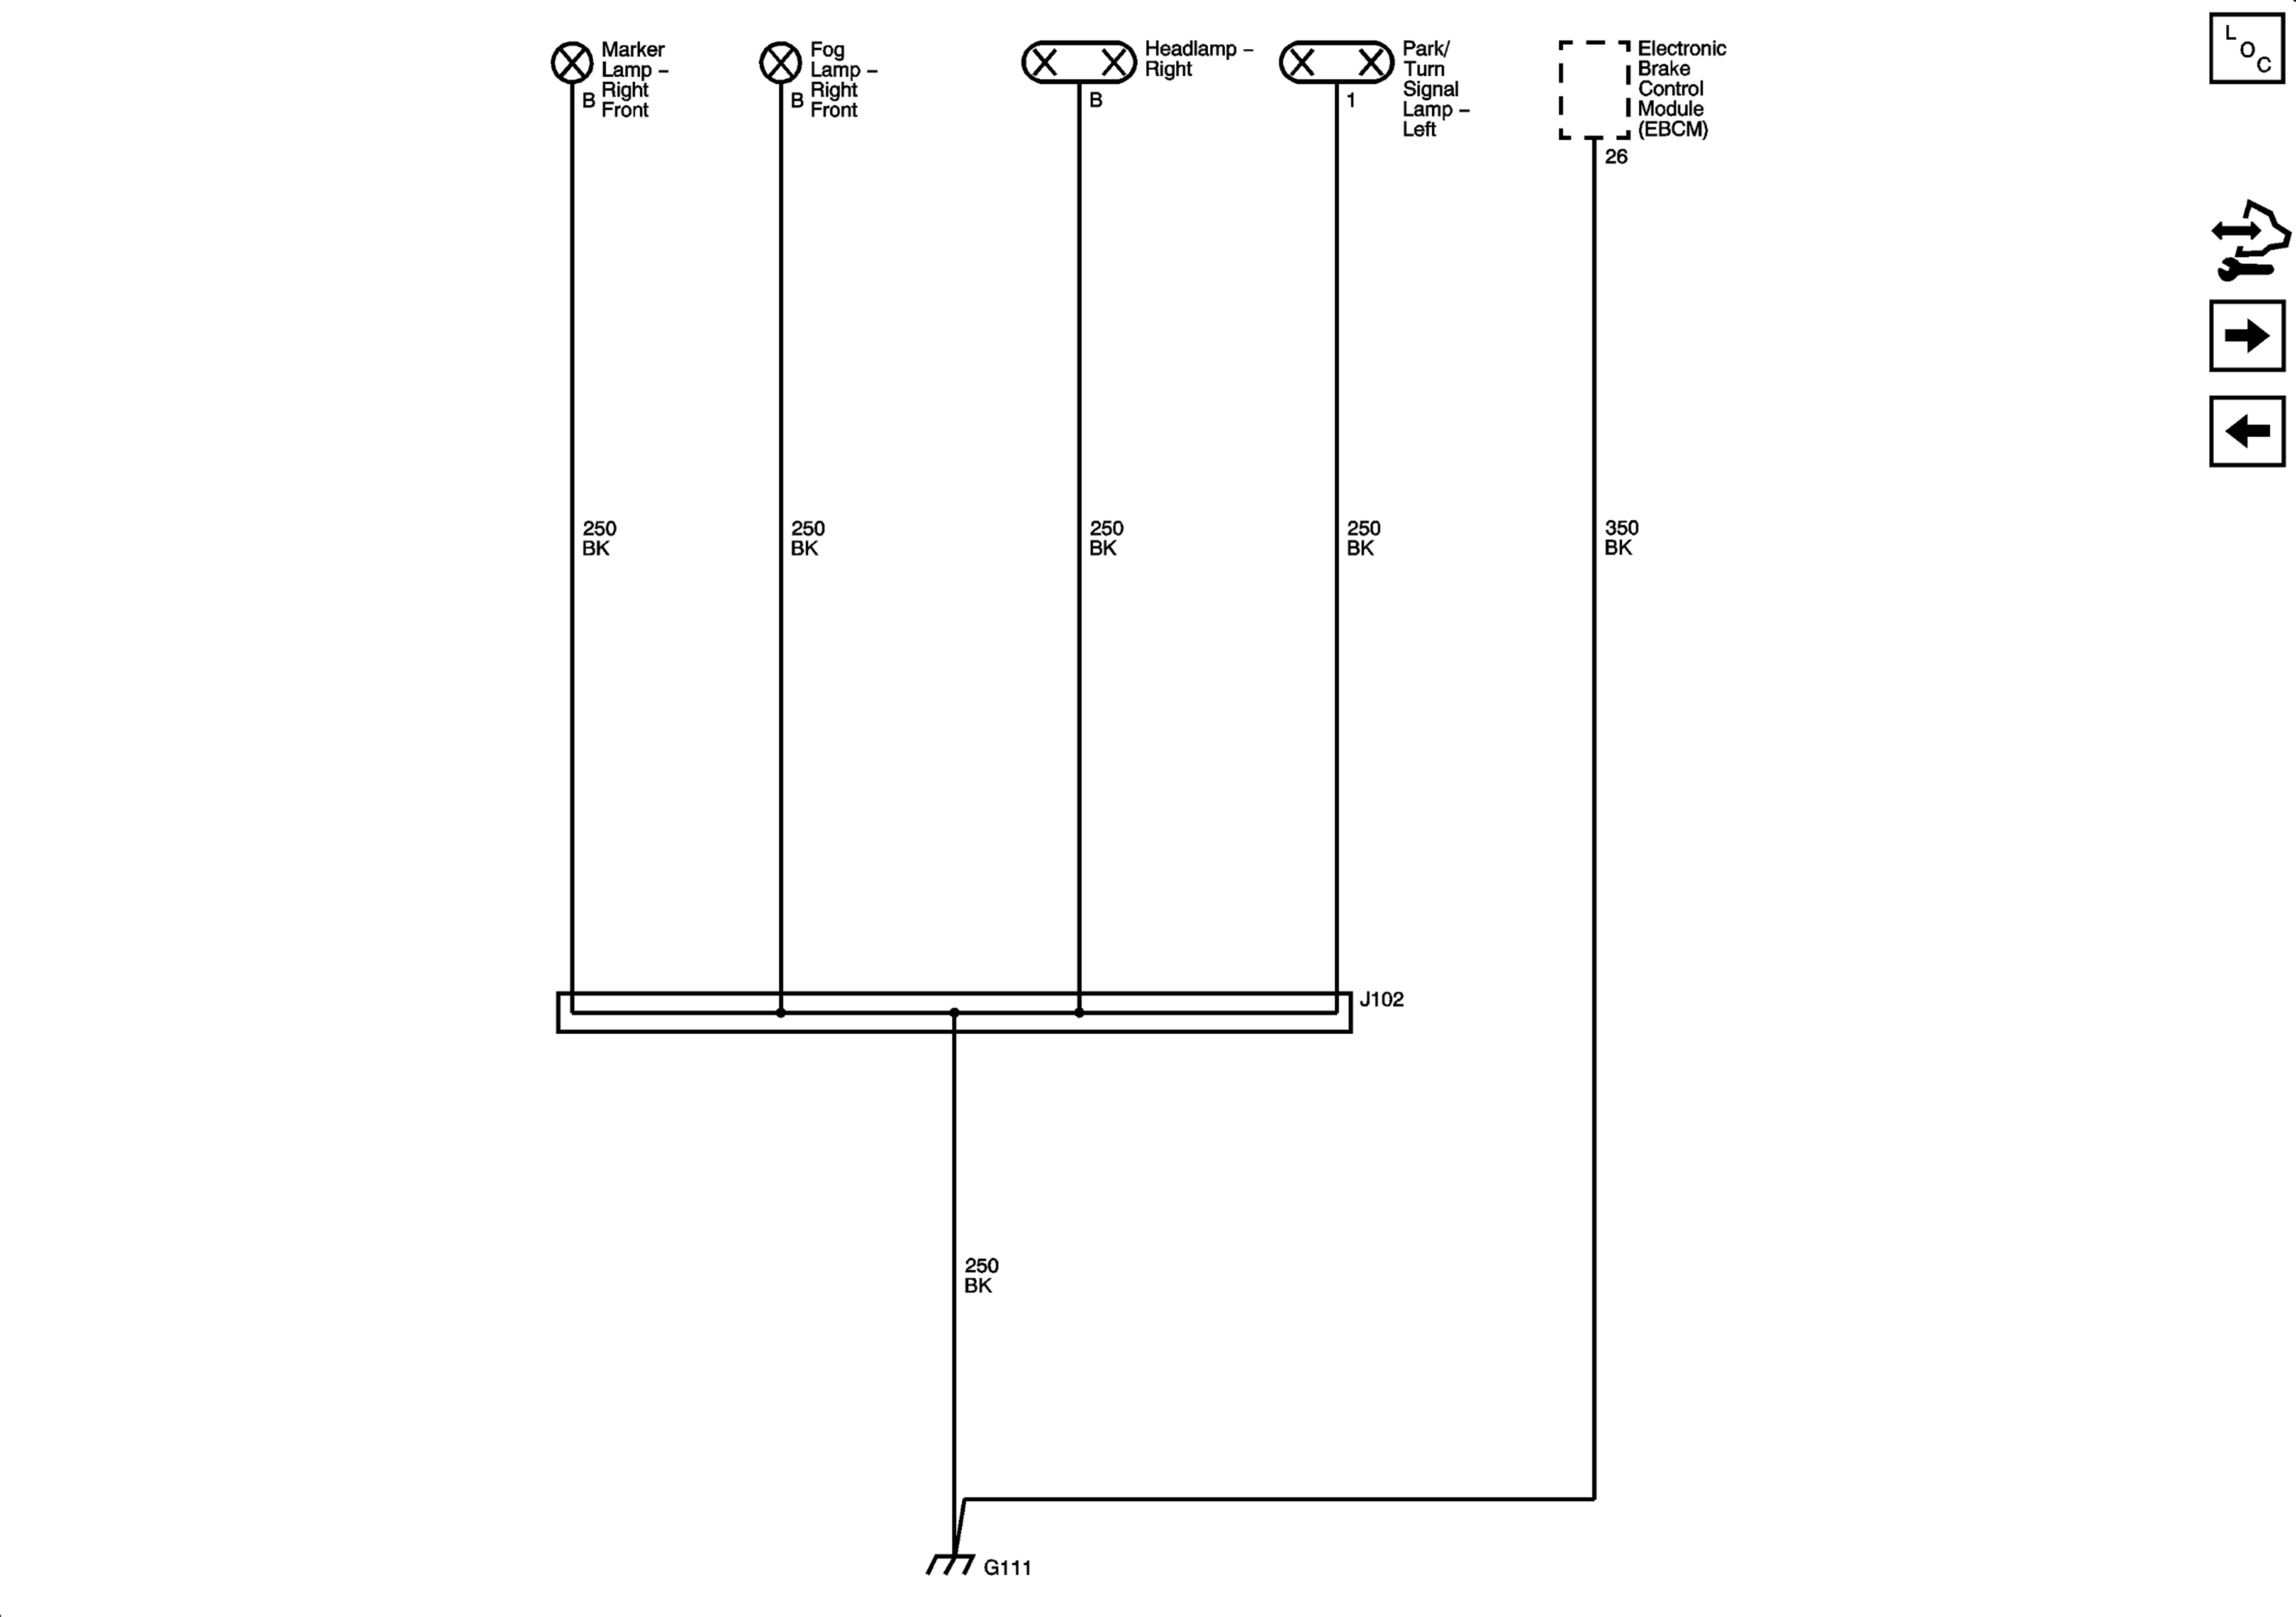 Marker
Lamp –
Right
Front
B
Fog
Lamp –
Right
Front
B
Headlamp –
Right
B
Park/
Turn
Signal
Lamp –
Left
1
Electronic
Brake
Control
Module
(EBCM)
26
L
O
C
250
BK
250
BK
250
BK
250
BK
350
BK
J102
250
BK
G111